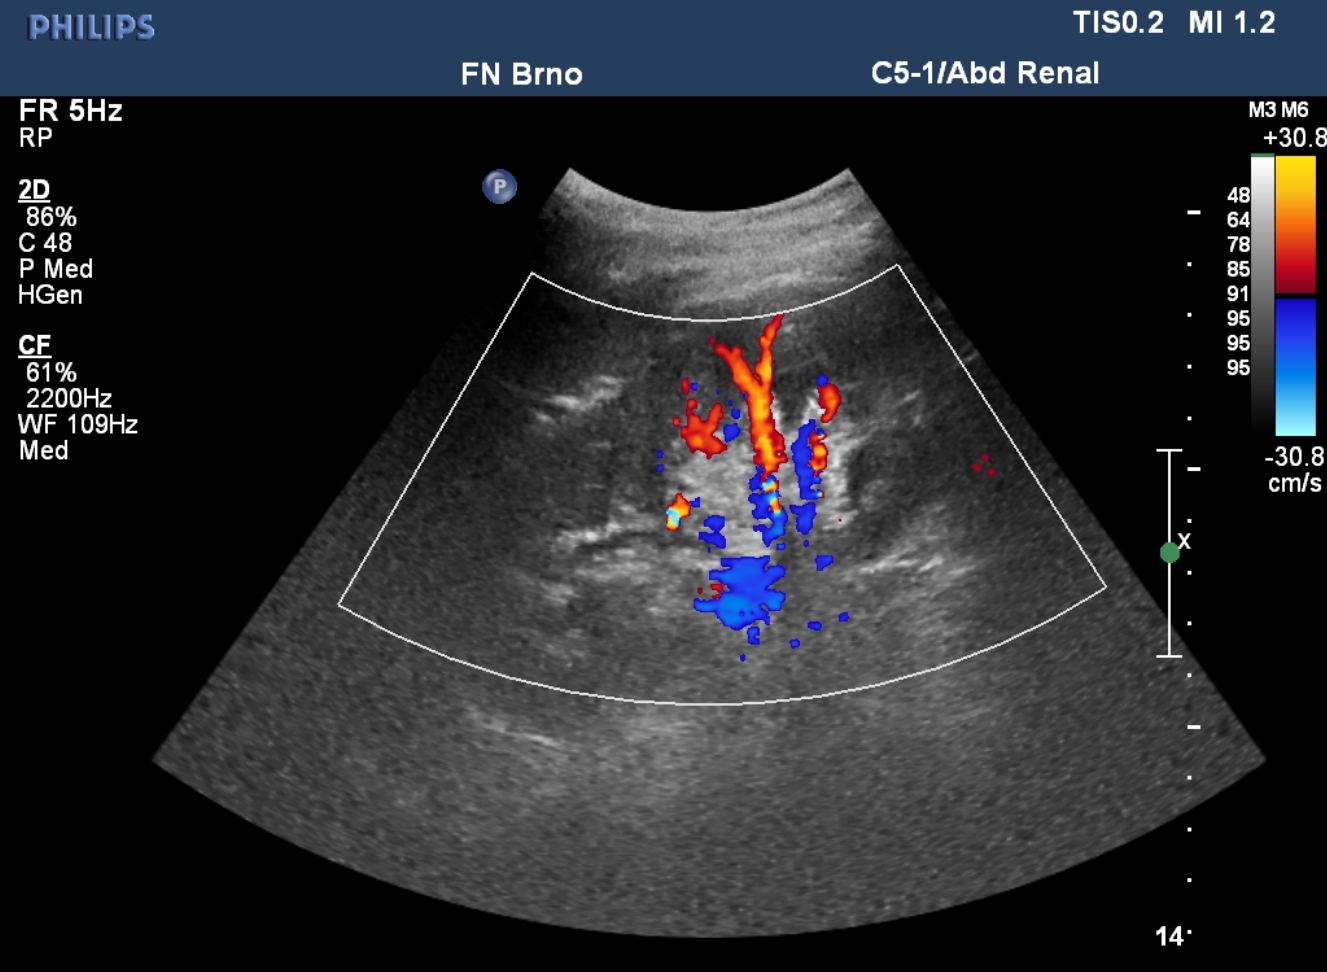 PHILIPS
TIS0.2 MI 1.2
FN Brno
C5-1/Abd Renal
FR 5Hz
RP
2D
86%
C 48
P Med
HGen
CF
61%
2200Hz
WF 109Hz
Med
P
M3 M6
+30.8
48
64
78
85
91
95
95
95
-30.8
cm/s
x
14